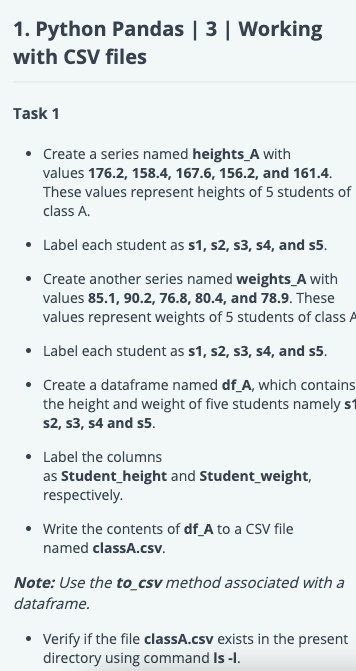 1. Python Pandas | 3 | Working
with CSV files
Task 1
• Create a series named heights_A with
values 176.2, 158.4, 167.6, 156.2, and 161.4.
These values represent heights of 5 students of
class A.
• Label each student as s1, s2, s3, s4, and s5.
• Create another series named weights_A with
values 85.1, 90.2, 76.8, 80.4, and 78.9. These
values represent weights of 5 students of class A
• Label each student as s1, s2, s3, s4, and s5.
• Create a dataframe named df_A, which contains
the height and weight of five students namely s1
s2, s3, s4 and s5.
• Label the columns
as Student_height and Student_weight,
respectively.
• Write the contents of df_A to a CSV file
named classA.csv.
Note: Use the to_csv method associated with a
dataframe.
• Verify if the file classA.csv exists in the present
directory using command ls -l.